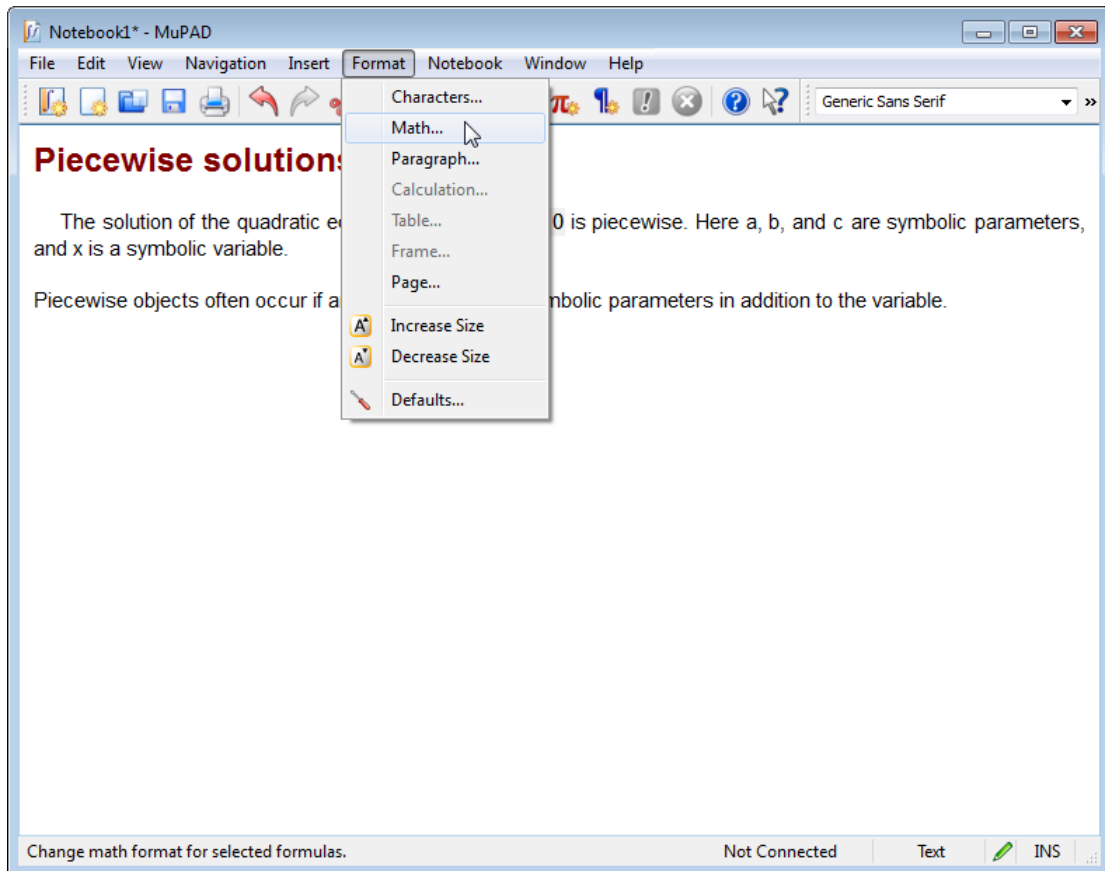 Notebook1* - MuPAD
File Edit View Navigation Insert Format Notebook Window Help
Generic Sans Serif
Characters...
Math...
Paragraph...
Calculation...
Table...
Frame...
Page...
Increase Size
Decrease Size
Defaults...
Piecewise solutions
The solution of the quadratic 0 is piecewise. Here a, b, and c are symbolic parameters,
and x is a symbolic variable.
Piecewise objects often occur if parameters in addition to the variable.
Change math format for selected formulas. Not Connected Text INS